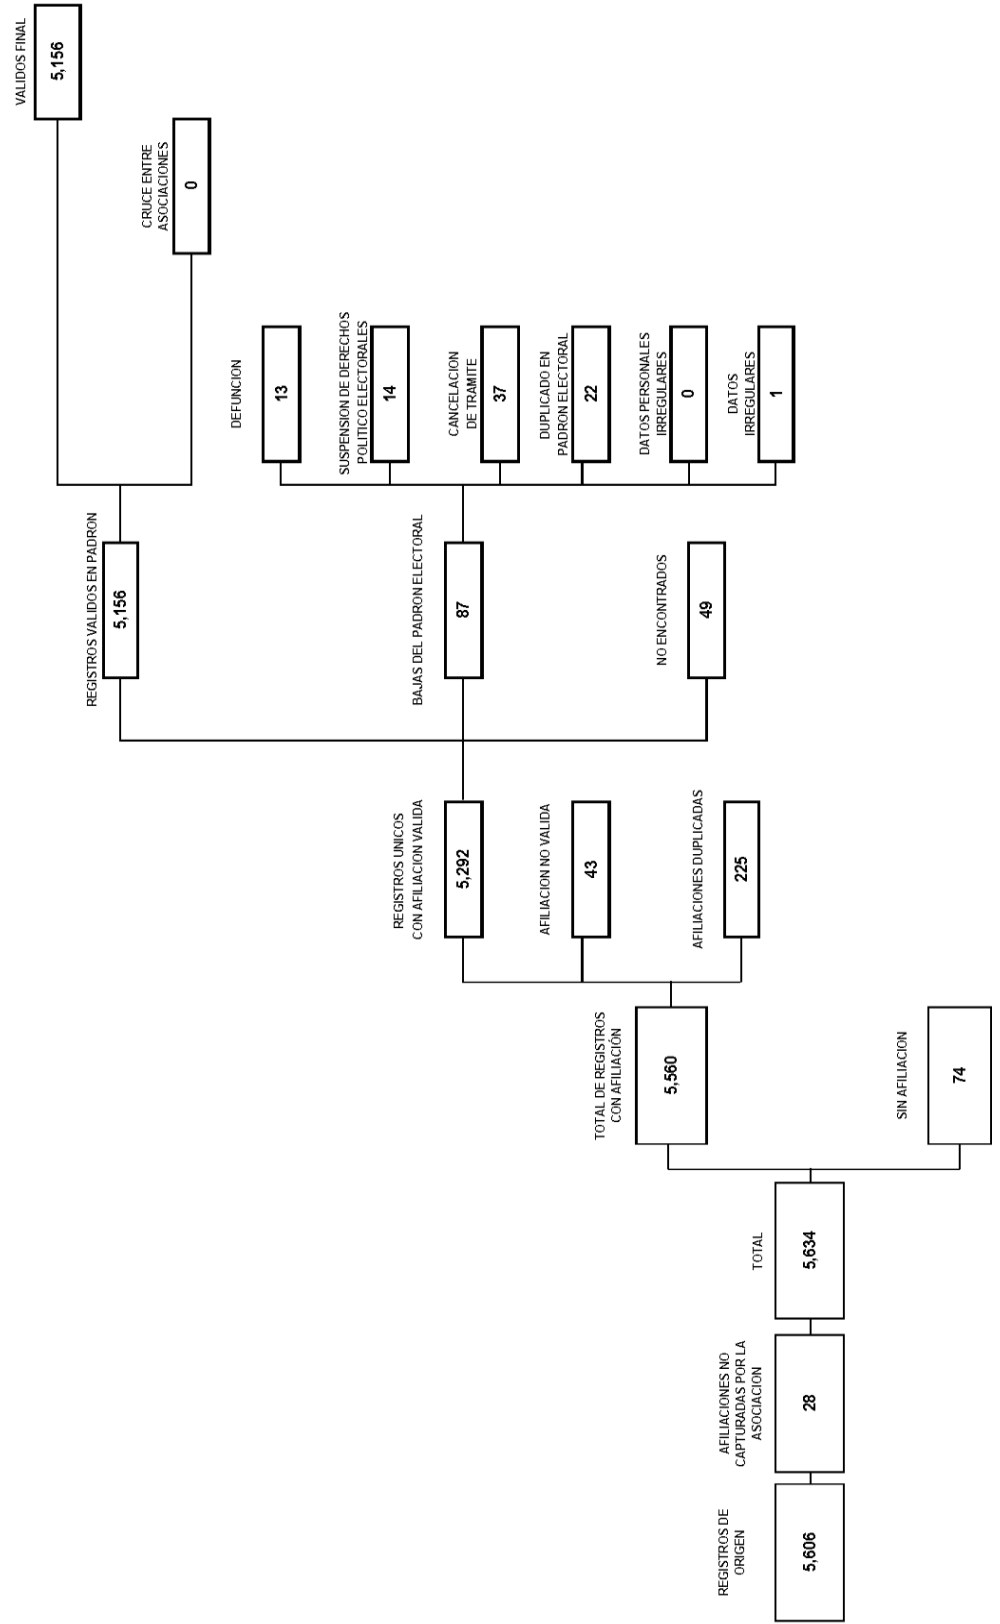 REGISTROS DE
ORIGEN
5,606
AFILIACIONES NO
CAPTURADAS POR LA
ASOCIACION
28
TOTAL
5,634
TOTAL DE REGISTROS
CON AFILIACIÓN
5,560
SIN AFILIACION
74
REGISTROS UNICOS
CON AFILIACION VALIDA
5,292
AFILIACION NO VALIDA
43
AFILIACIONES DUPLICADAS
225
REGISTROS VALIDOS EN PADRON
5,156
BAJAS DEL PADRON ELECTORAL
87
NO ENCONTRADOS
49
DEFUNCION
13
SUSPENSION DE DERECHOS
POLITICO ELECTORALES
14
CANCELACION
DE TRAMITE
37
DUPLICADO EN
PADRON ELECTORAL
22
DATOS PERSONALES
IRREGULARES
0
DATOS
IRREGULARES
1
CRUCE ENTRE
ASOCIACIONES
0
VALIDOS FINAL
5,156